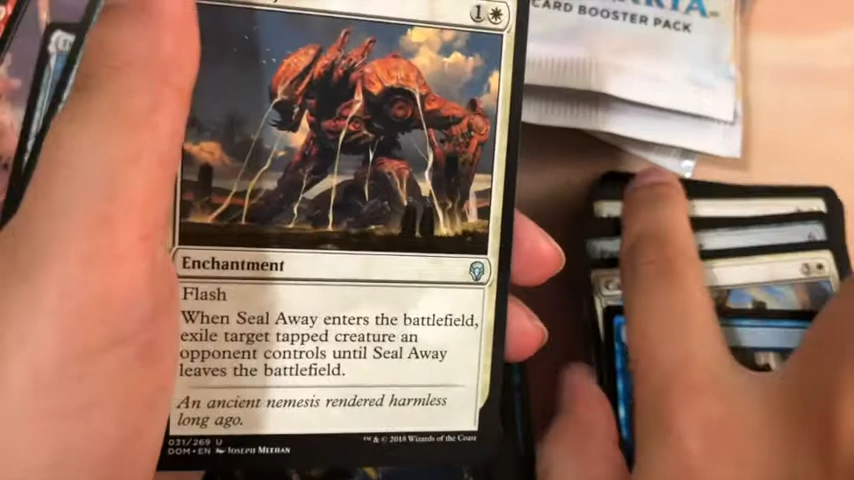 1
CARD BOOSTER PACK
Enchantment
Flash
When Seal Away enters the battlefield,
exile target tapped creature an
opponent controls until Seal Away
leaves the battlefield.
An ancient nemesis rendered harmless
long ago.
031/269 U
DOM • EN Joseph Meehan
™ & © 2018 Wizards of the Coast